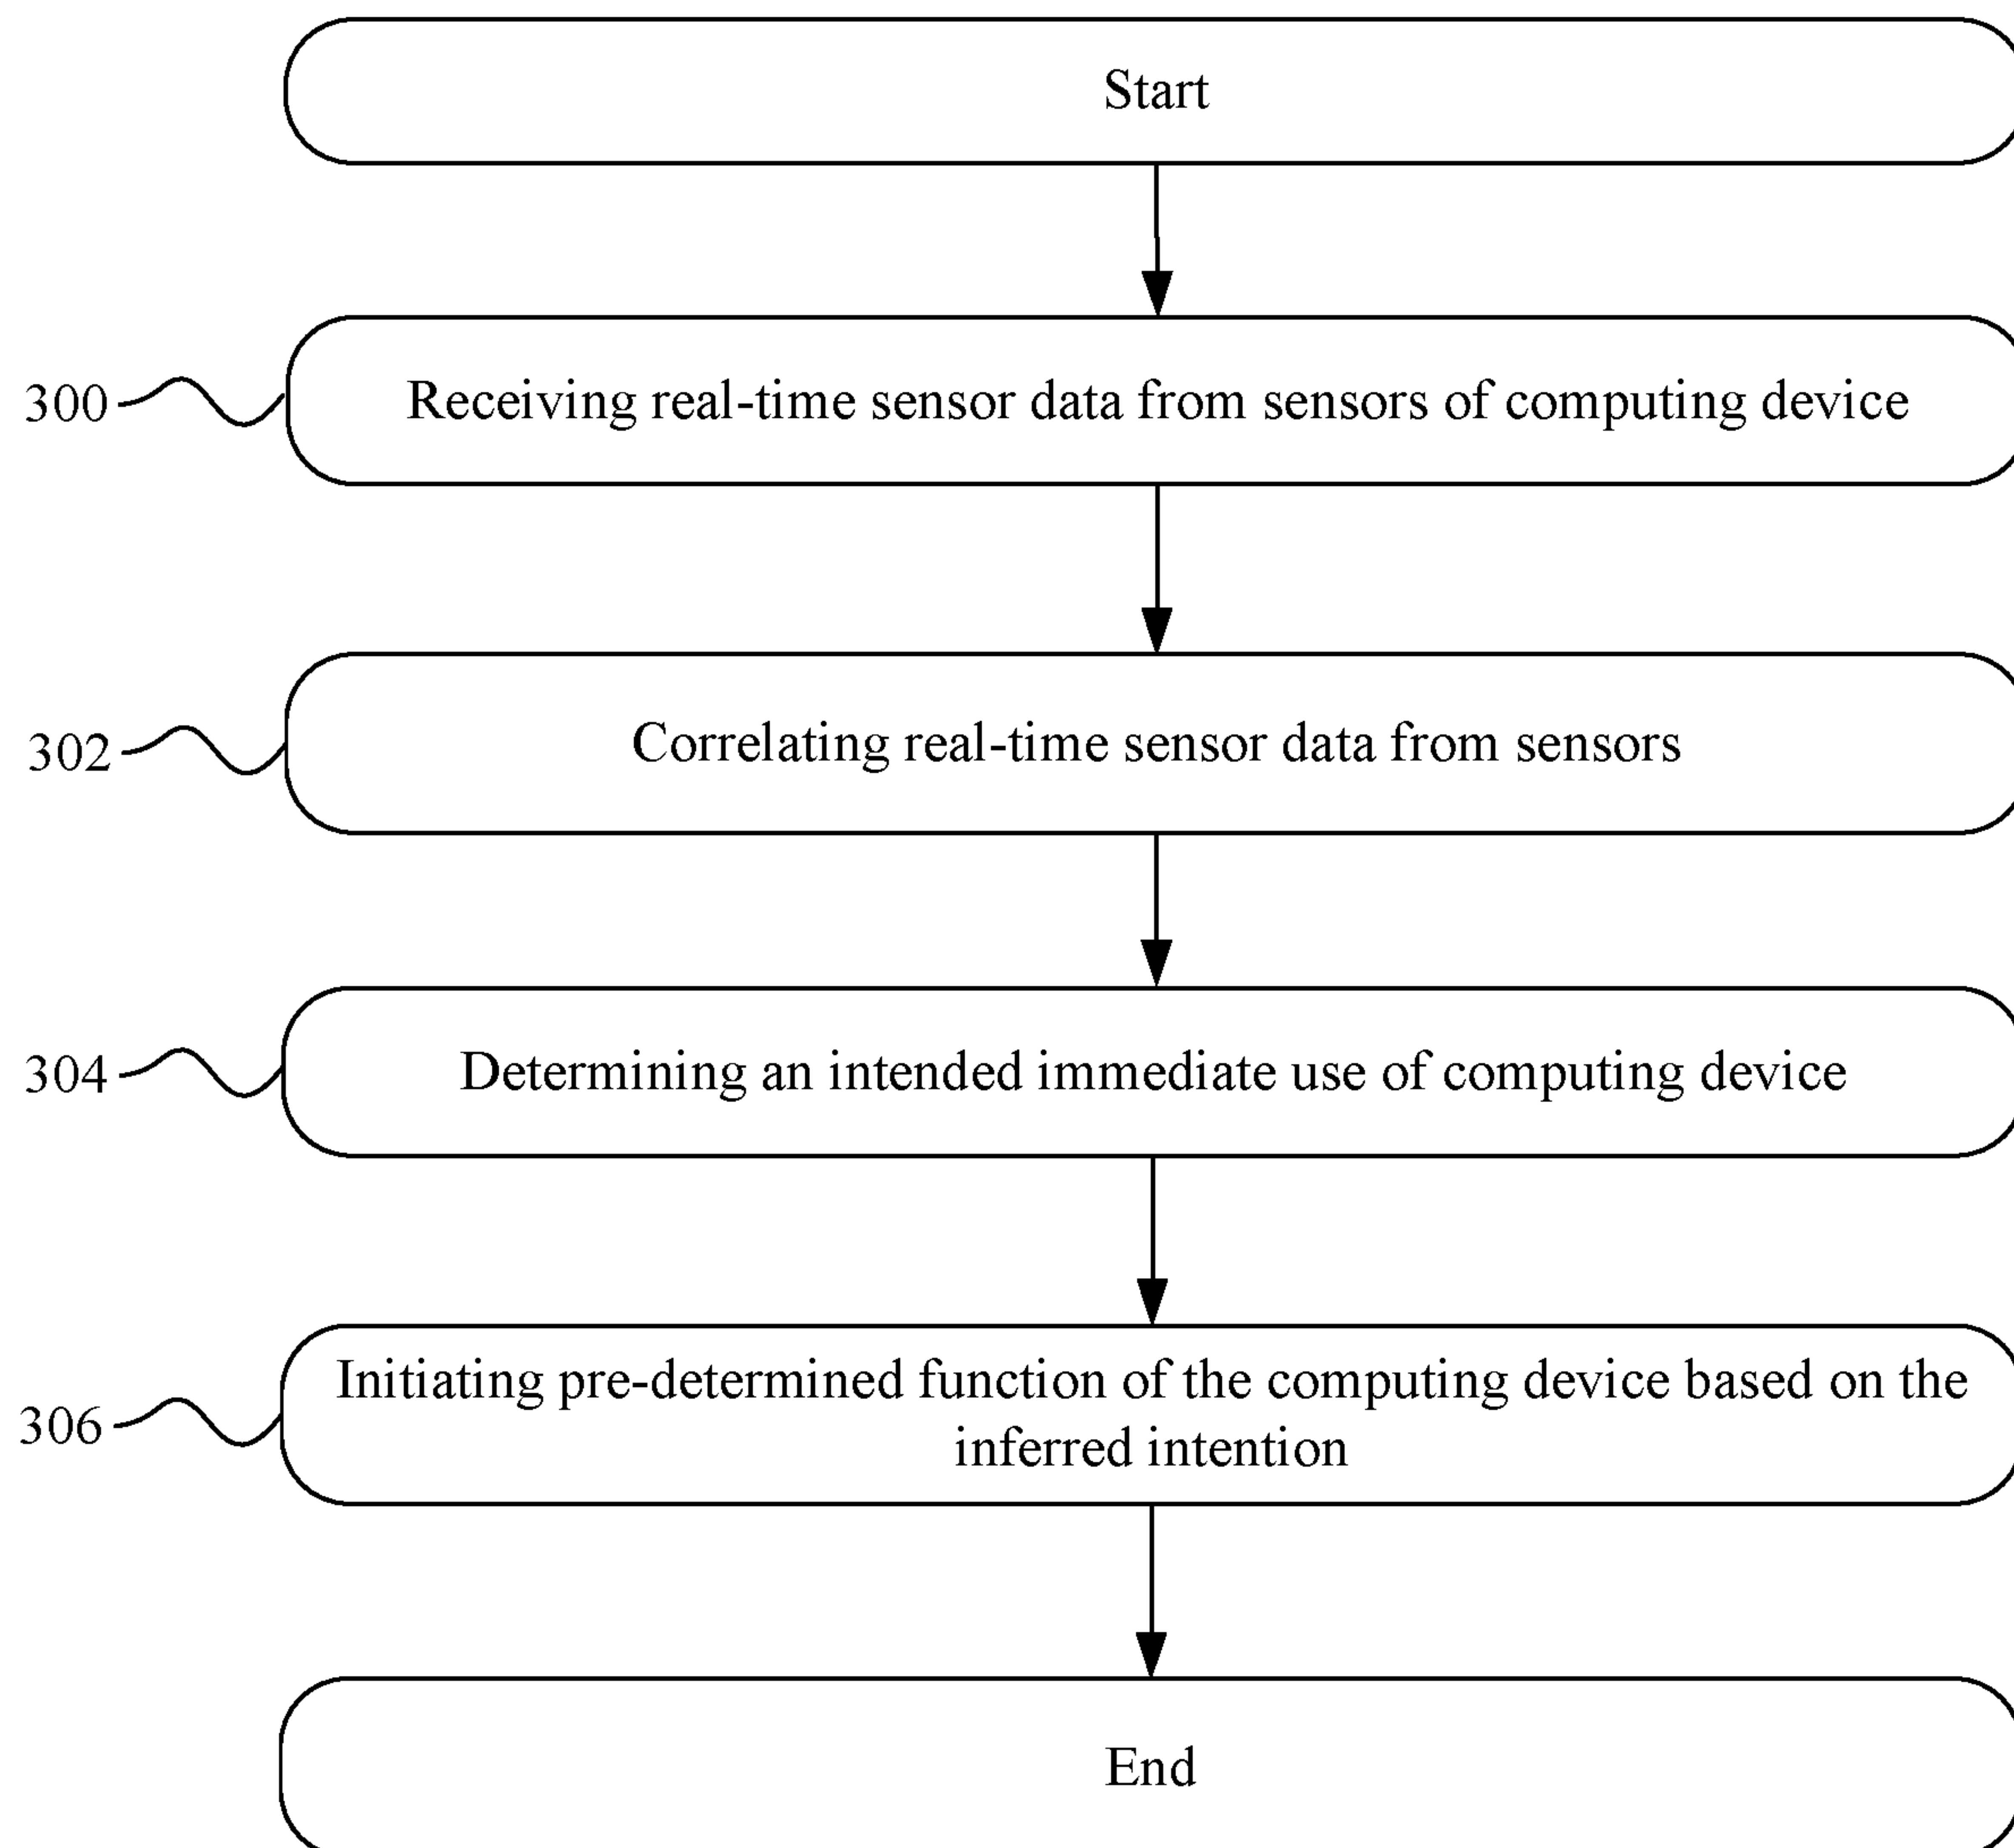 Start
300
Receiving real-time sensor data from sensors of computing device
302
Correlating real-time sensor data from sensors
304
Determining an intended immediate use of computing device
306
Initiating pre-determined function of the computing device based on the
inferred intention
End